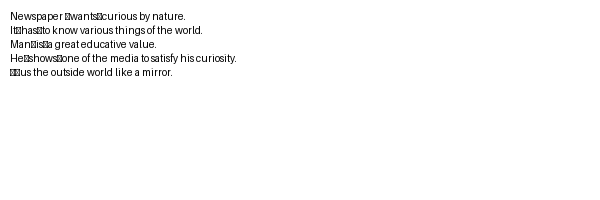 Newspaper wants curious by nature.
It has to know various things of the world.
Man is a great educative value.
He shows one of the media to satisfy his curiosity.
us the outside world like a mirror.